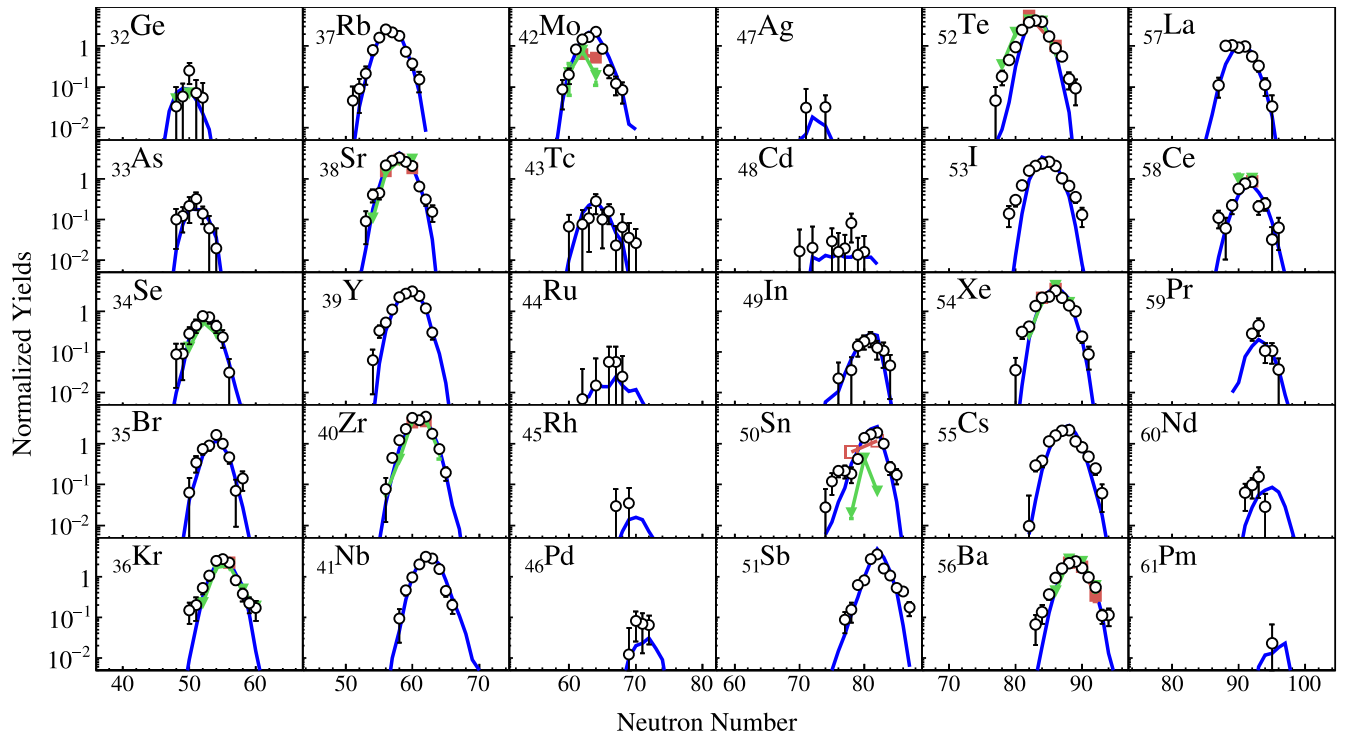 32Ge 37Rb 42Mo 47Ag 52Te 57La
1
10−1
10−2
33As 38Sr 43Tc 48Cd 53I 58Ce
1
10−1
10−2
34Se 39Y 44Ru 49In 54Xe 59Pr
1
10−1
10−2
35Br 40Zr 45Rh 50Sn 55Cs 60Nd
1
10−1
10−2
36Kr 41Nb 46Pd 51Sb 56Ba 61Pm
1
10−1
10−2
40 50 60 50 60 70 60 70 80 60 70 80 70 80 90 80 90 100
Neutron Number
Normalized Yields